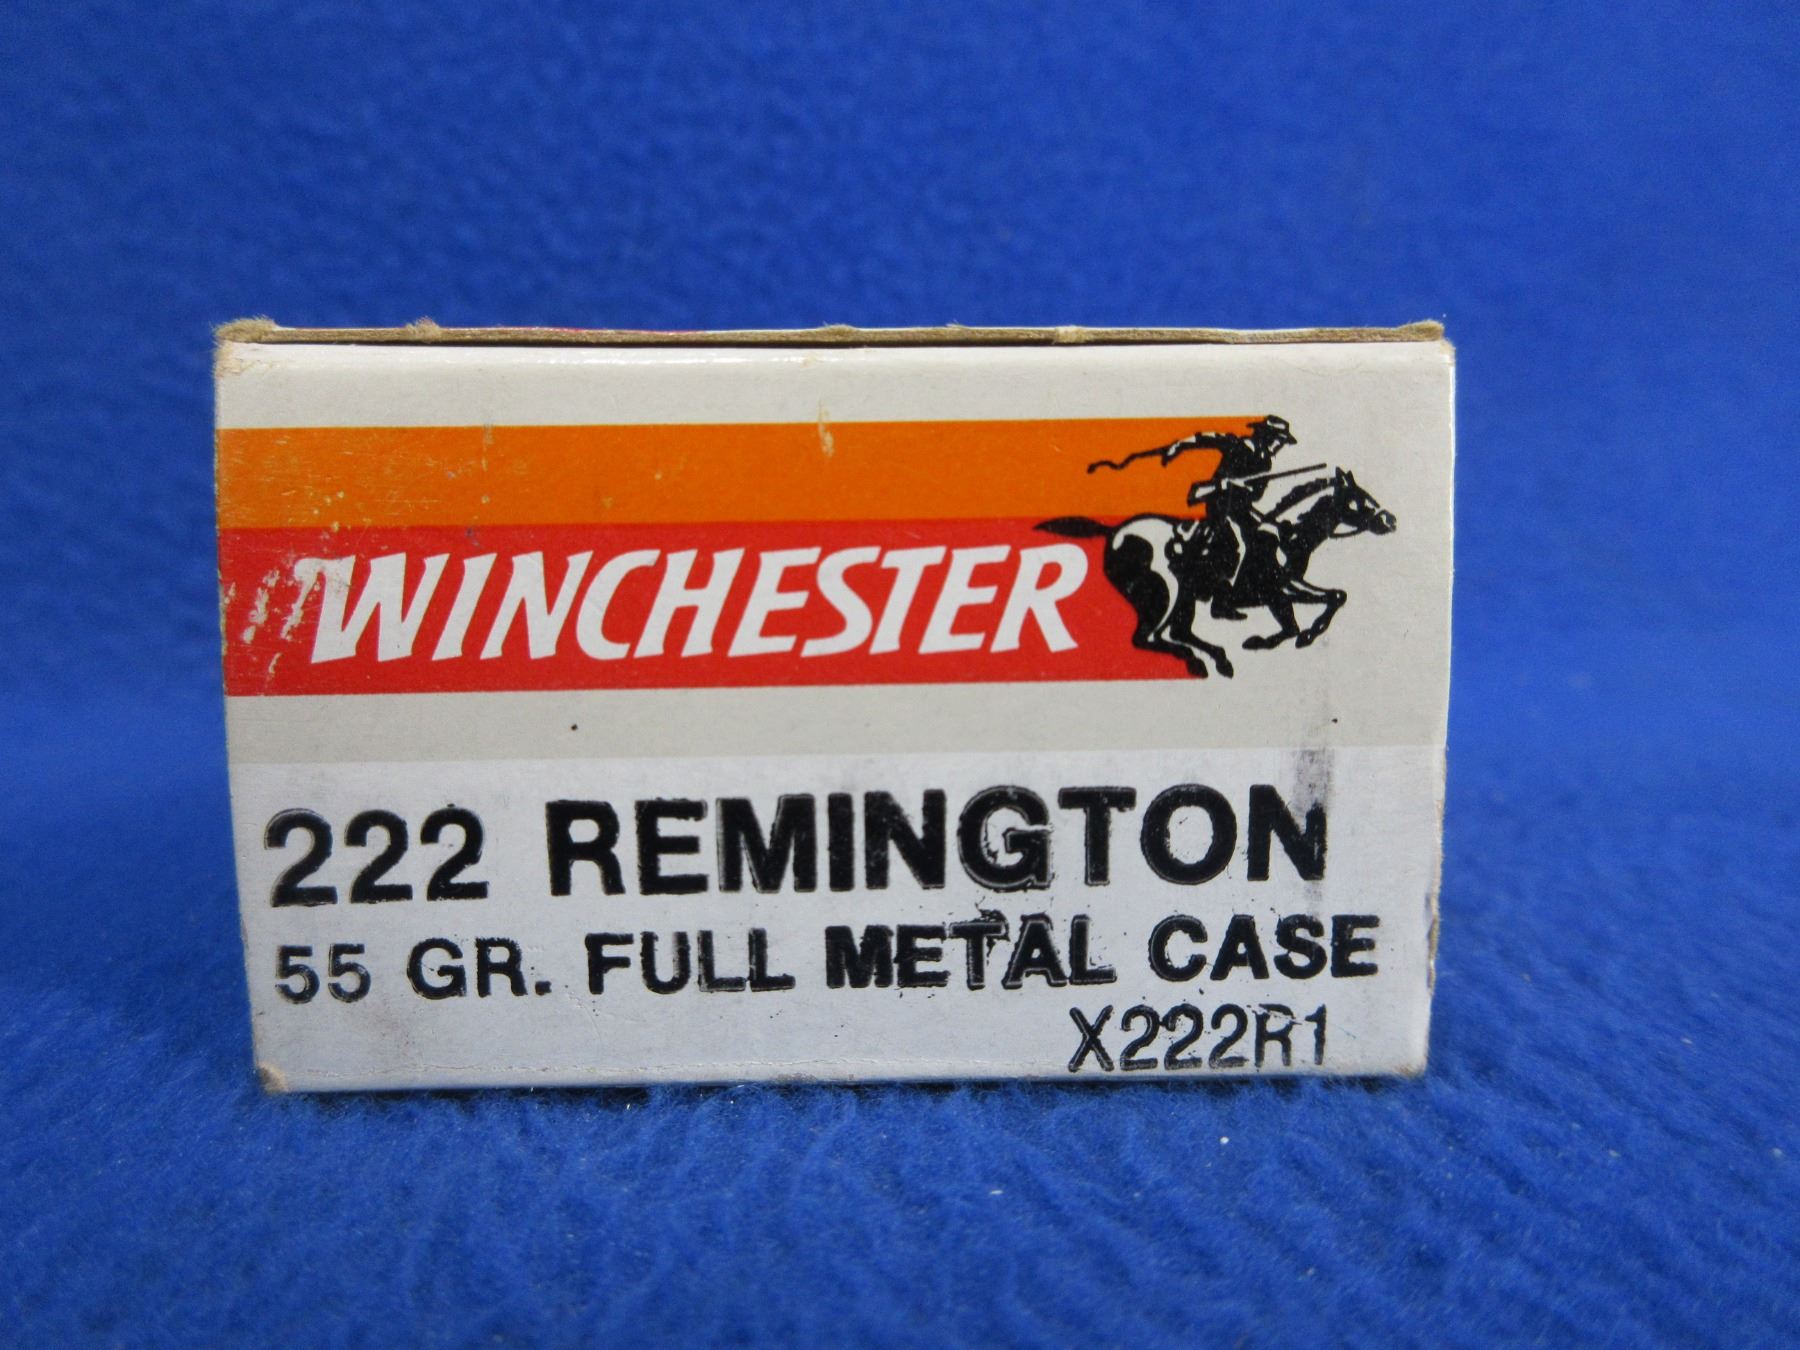 WINCHESTER
222 REMINGTON
55 GR. FULL METAL CASE
X222R1